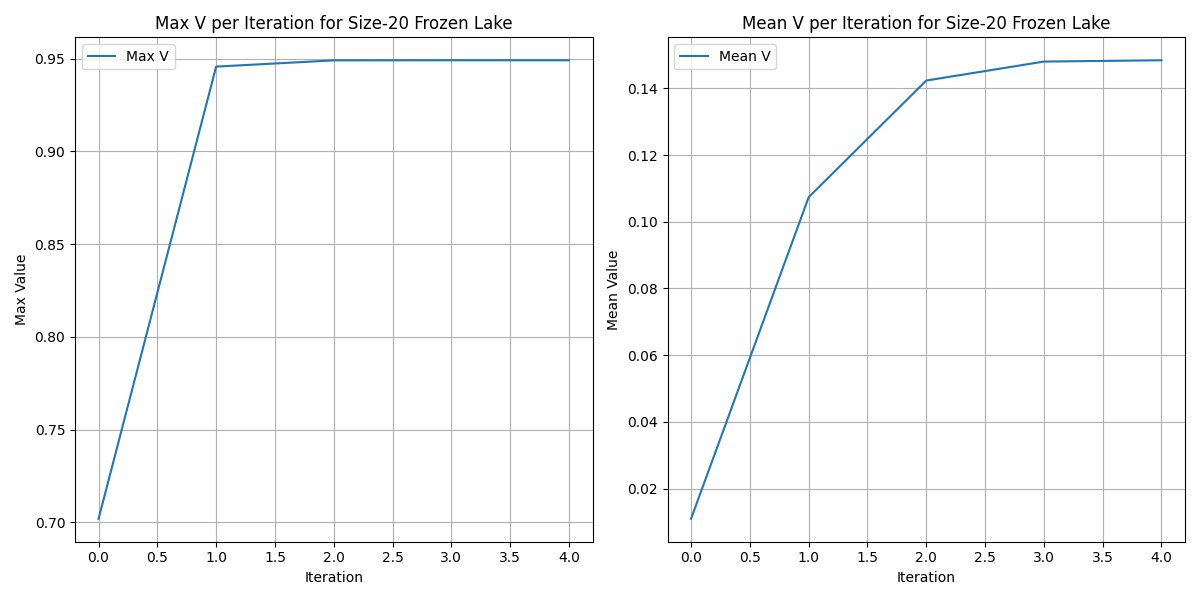 Max V per Iteration for Size-20 Frozen Lake
Max V
0.95
0.90
0.85
0.80
0.75
0.70
Max Value
0.0 0.5 1.0 1.5 2.0 2.5 3.0 3.5 4.0
Iteration
Mean V per Iteration for Size-20 Frozen Lake
Mean V
0.14
0.12
0.10
0.08
0.06
0.04
0.02
Mean Value
0.0 0.5 1.0 1.5 2.0 2.5 3.0 3.5 4.0
Iteration